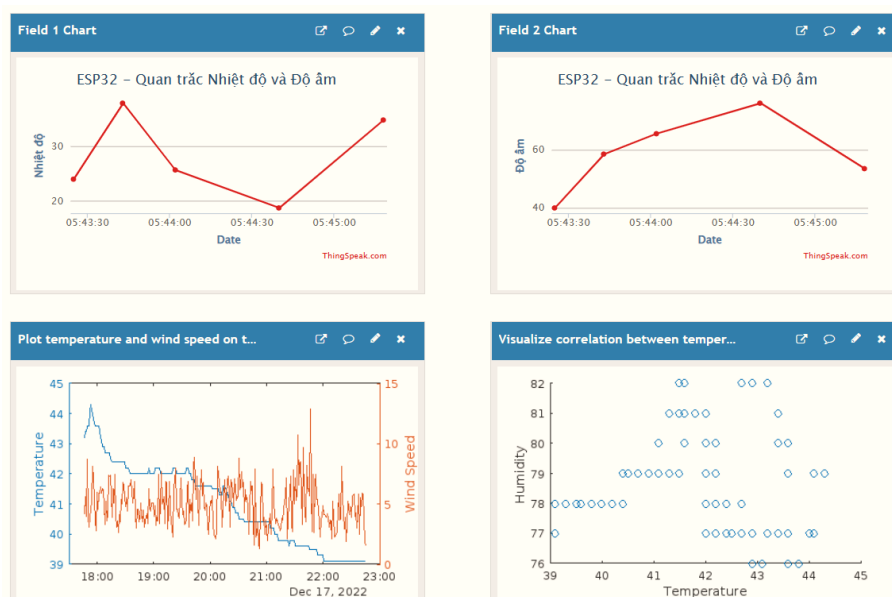 Field 1 Chart
ESP32 – Quan trắc Nhiệt độ và Độ ẩm
Nhiệt độ
30
20
05:43:30 05:44:00 05:44:30 05:45:00
Date
ThingSpeak.com
Field 2 Chart
ESP32 – Quan trắc Nhiệt độ và Độ ẩm
Độ ẩm
60
40
05:43:30 05:44:00 05:44:30 05:45:00
Date
ThingSpeak.com
Plot temperature and wind speed on t...
Temperature
45
44
43
42
41
40
39
15
10
5
0
Wind Speed
18:00 19:00 20:00 21:00 22:00 23:00
Dec 17, 2022
Visualize correlation between temper...
Humidity
82
81
80
79
78
77
76
39 40 41 42 43 44 45
Temperature